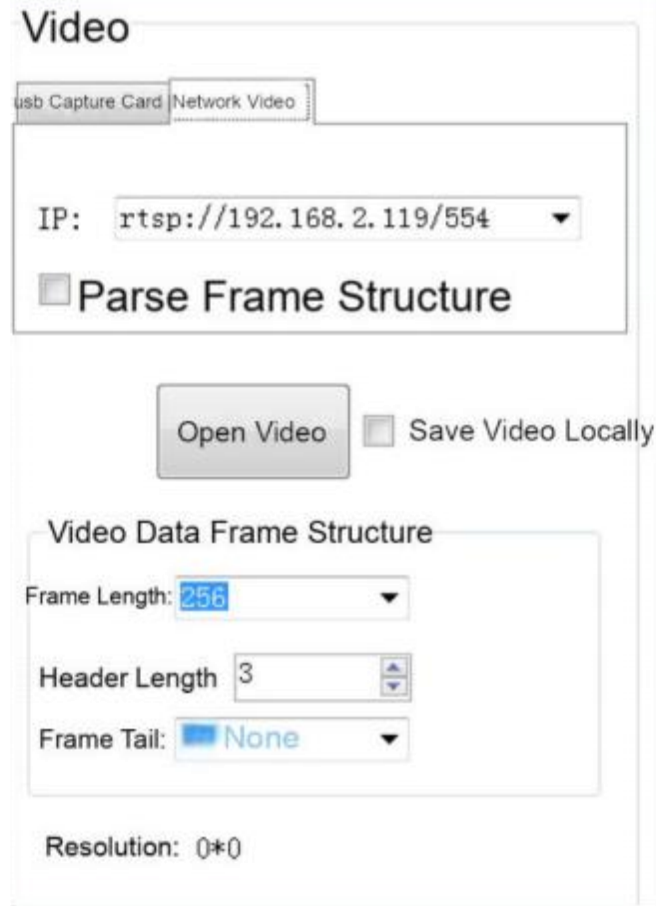 Video
usb Capture Card Network Video
IP: rtsp://192.168.2.119/554
Parse Frame Structure
Open Video Save Video Locally
Video Data Frame Structure
Frame Length: 256
Header Length 3
Frame Tail: None
Resolution: 0*0